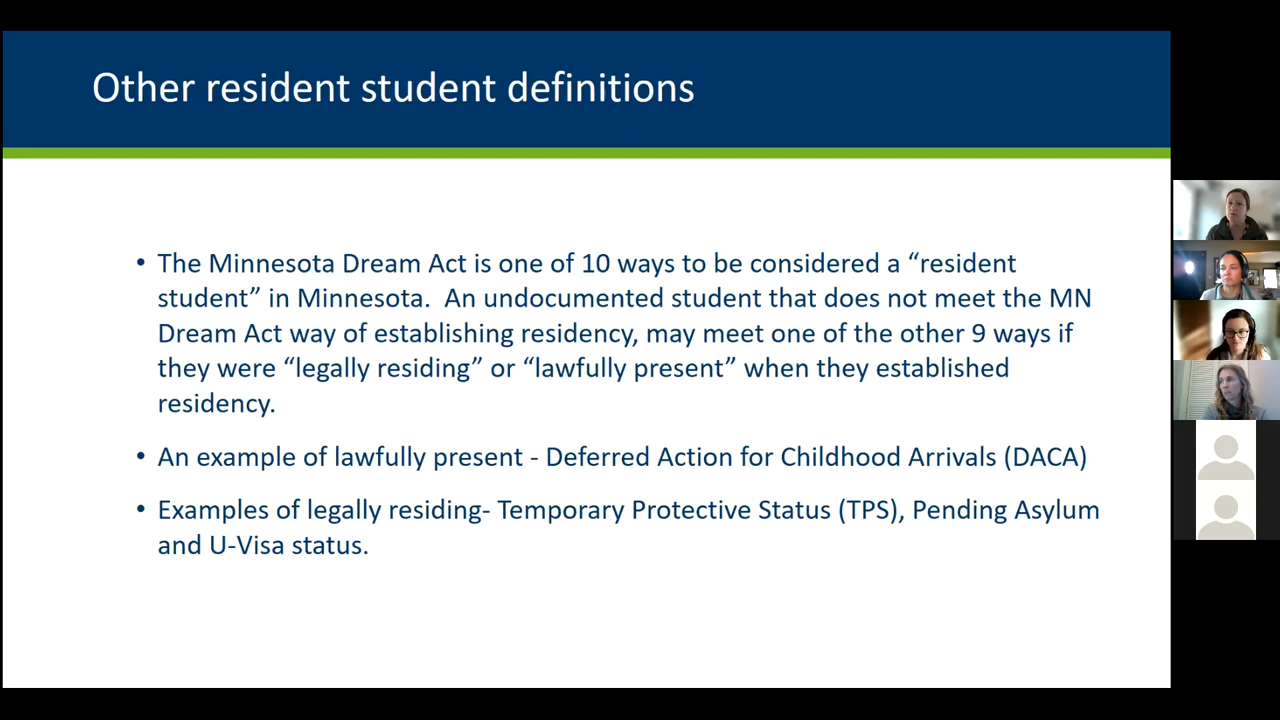 Other resident student definitions
• The Minnesota Dream Act is one of 10 ways to be considered a “resident
student” in Minnesota.  An undocumented student that does not meet the MN
Dream Act way of establishing residency, may meet one of the other 9 ways if
they were “legally residing” or “lawfully present” when they established
residency.
• An example of lawfully present - Deferred Action for Childhood Arrivals (DACA)
• Examples of legally residing- Temporary Protective Status (TPS), Pending Asylum
and U-Visa status.